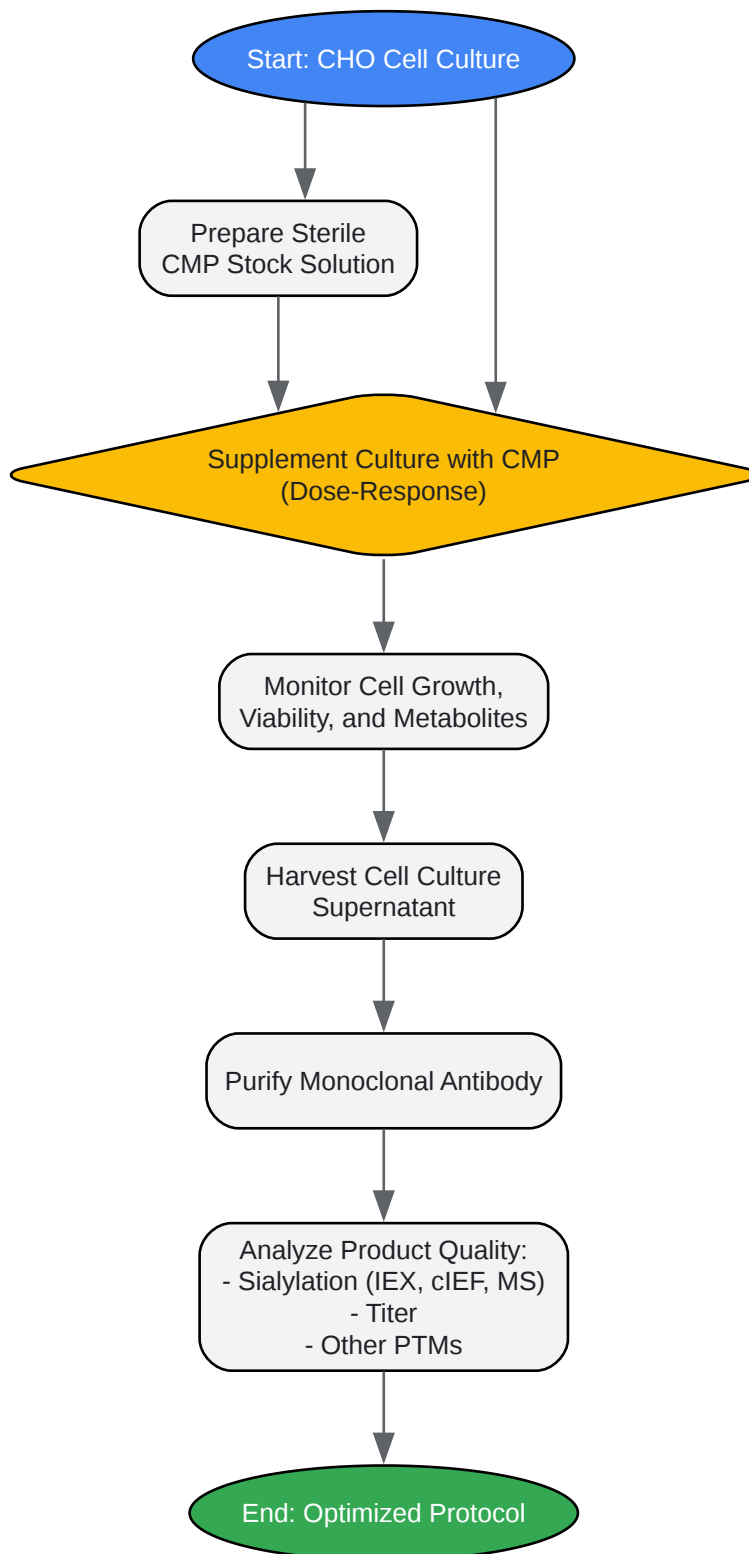 Start: CHO Cell Culture
Prepare Sterile
CMP Stock Solution
Supplement Culture with CMP
(Dose-Response)
Monitor Cell Growth,
Viability, and Metabolites
Harvest Cell Culture
Supernatant
Purify Monoclonal Antibody
Analyze Product Quality:
- Sialylation (IEX, cIEF, MS)
- Titer
- Other PTMs
End: Optimized Protocol